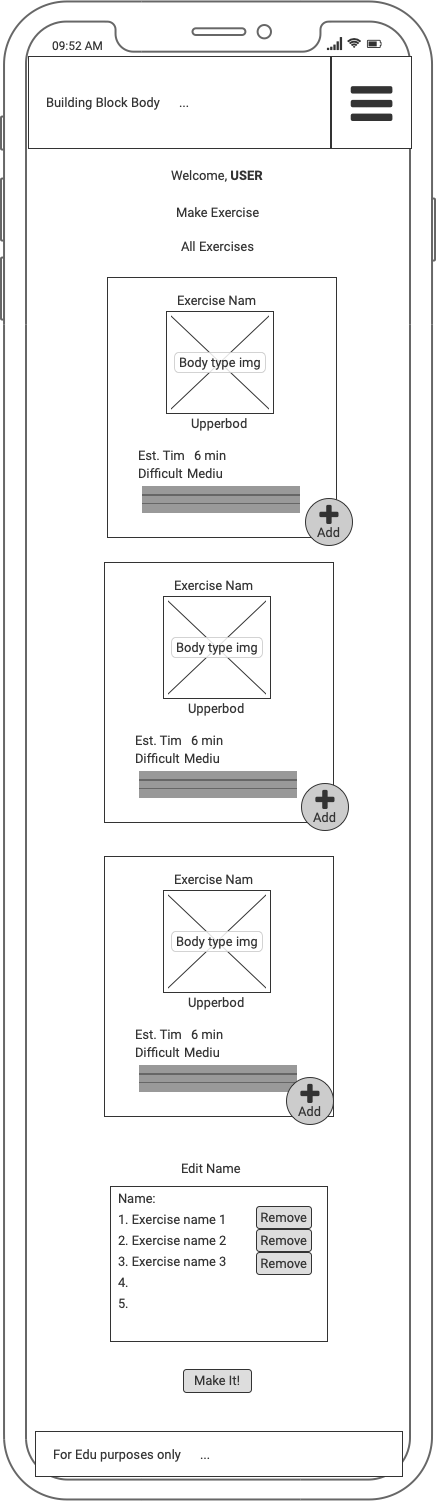 09:52 AM
Building Block Body ...
Welcome, USER
Make Exercise
All Exercises
Exercise Nam
Body type img
Upperbod
Est. Tim 6 min
Difficult Mediu
Add
Exercise Nam
Body type img
Upperbod
Est. Tim 6 min
Difficult Mediu
Add
Exercise Nam
Body type img
Upperbod
Est. Tim 6 min
Difficult Mediu
Add
Edit Name
Name:
1. Exercise name 1 Remove
2. Exercise name 2 Remove
3. Exercise name 3 Remove
4.
5.
Make It!
For Edu purposes only ...